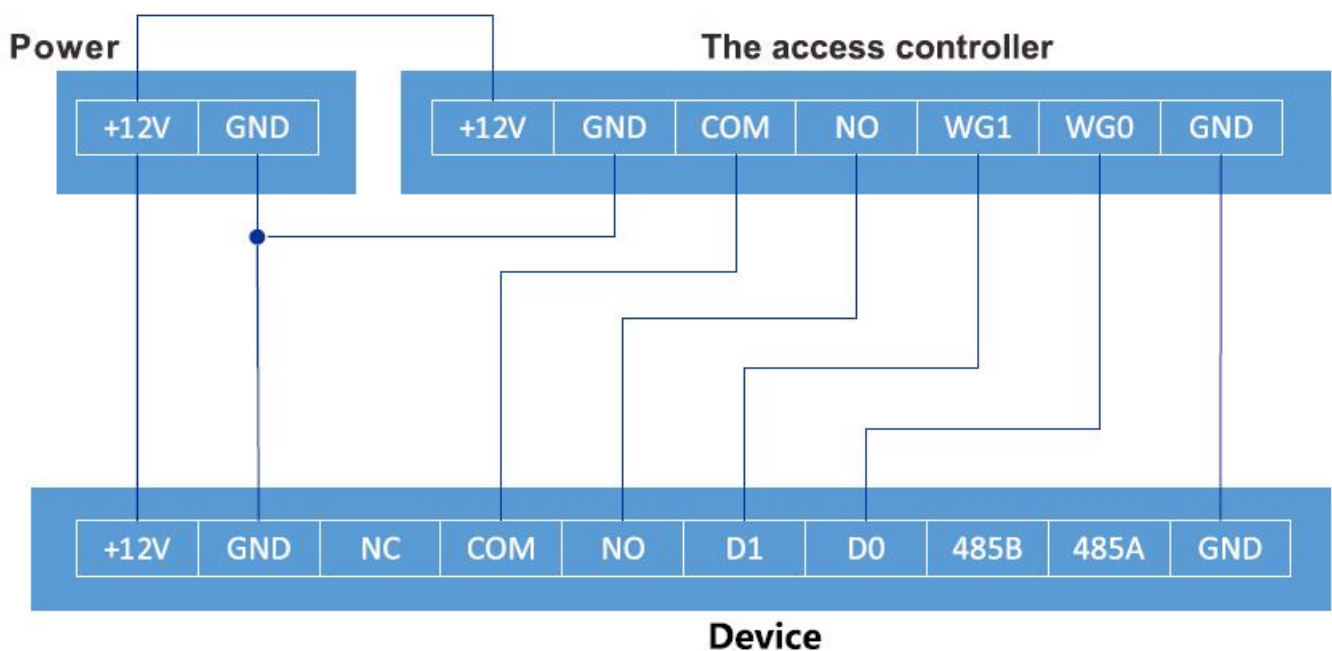 Power The access controller
+12V GND +12V GND COM NO WG1 WG0 GND
+12V GND NC COM NO D1 D0 485B 485A GND
Device